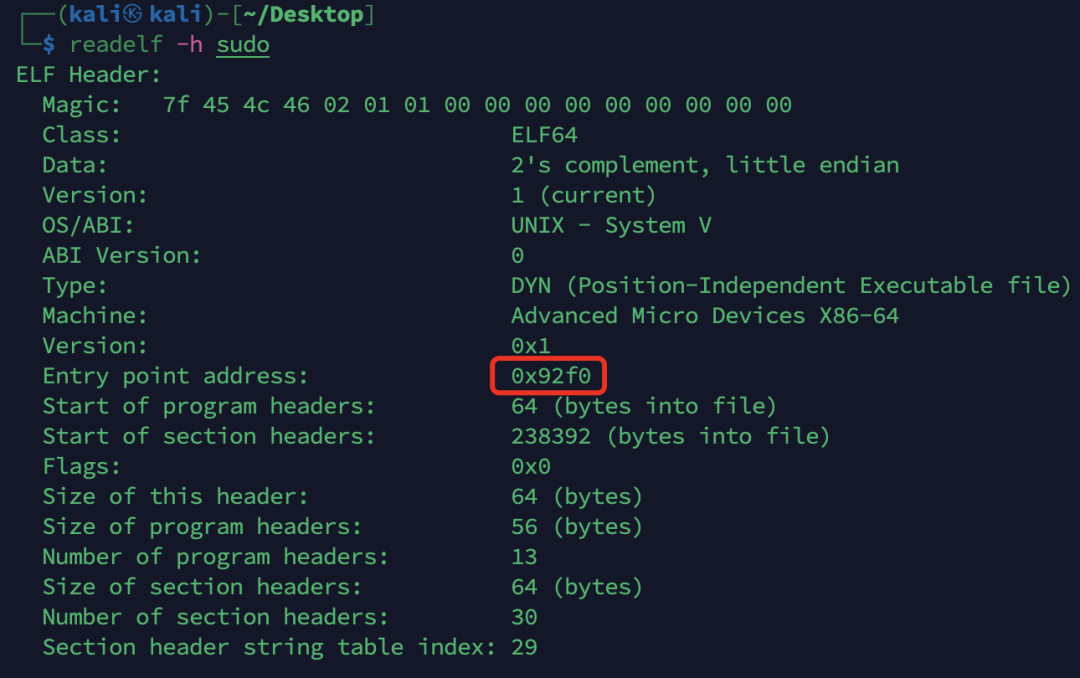 ┌──(kali㉿kali)-[~/Desktop]
└─$ readelf -h sudo
ELF Header:
  Magic:   7f 45 4c 46 02 01 01 00 00 00 00 00 00 00 00 00
  Class:                             ELF64
  Data:                              2's complement, little endian
  Version:                           1 (current)
  OS/ABI:                            UNIX - System V
  ABI Version:                       0
  Type:                              DYN (Position-Independent Executable file)
  Machine:                           Advanced Micro Devices X86-64
  Version:                           0x1
  Entry point address:               0x92f0
  Start of program headers:          64 (bytes into file)
  Start of section headers:          238392 (bytes into file)
  Flags:                             0x0
  Size of this header:               64 (bytes)
  Size of program headers:           56 (bytes)
  Number of program headers:         13
  Size of section headers:           64 (bytes)
  Number of section headers:         30
  Section header string table index: 29